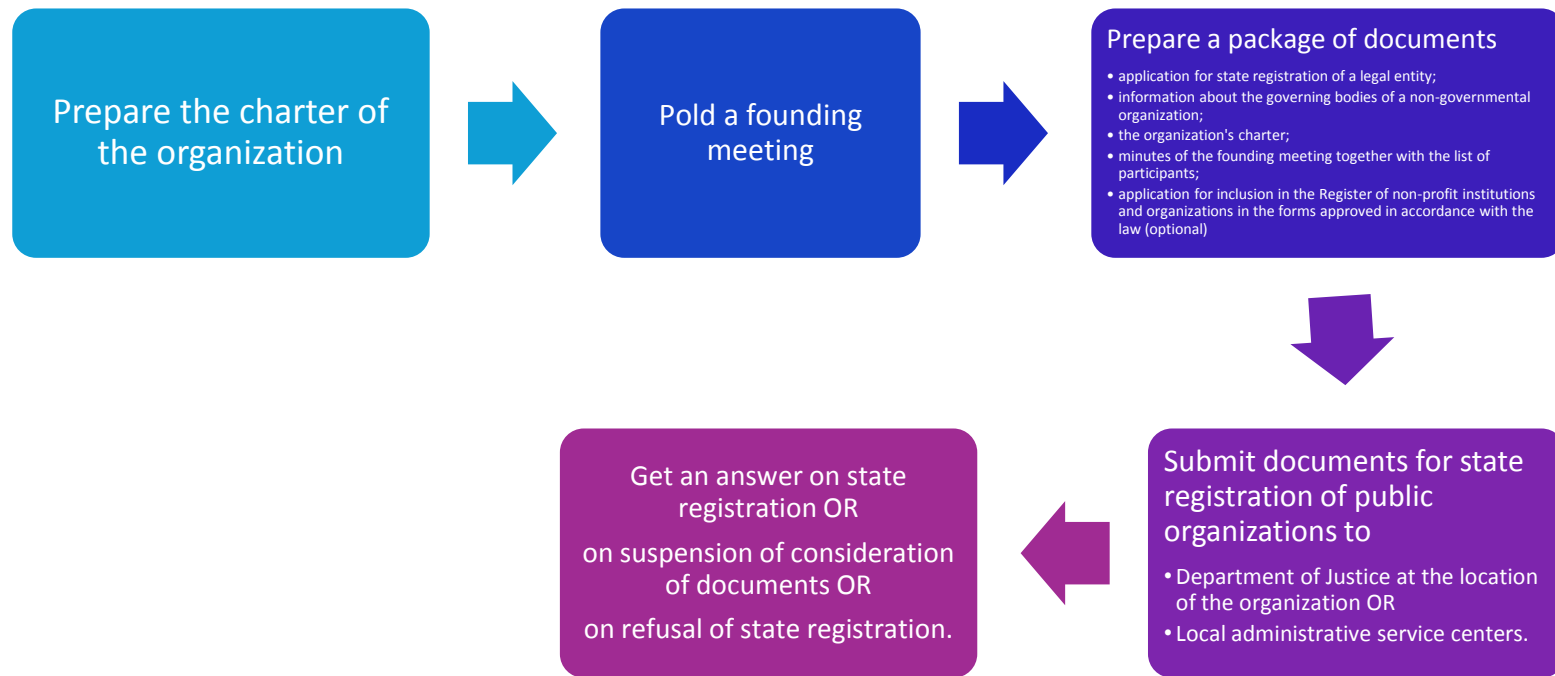 Prepare the charter of
the organization
Pold a founding
meeting
Prepare a package of documents
• application for state registration of a legal entity;
• information about the governing bodies of a non-governmental
organization;
• the organization's charter;
• minutes of the founding meeting together with the list of
participants;
• application for inclusion in the Register of non-profit institutions
and organizations in the forms approved in accordance with the
law (optional)
Submit documents for state
registration of public
organizations to
• Department of Justice at the location
of the organization OR
• Local administrative service centers.
Get an answer on state
registration OR
on suspension of consideration
of documents OR
on refusal of state registration.